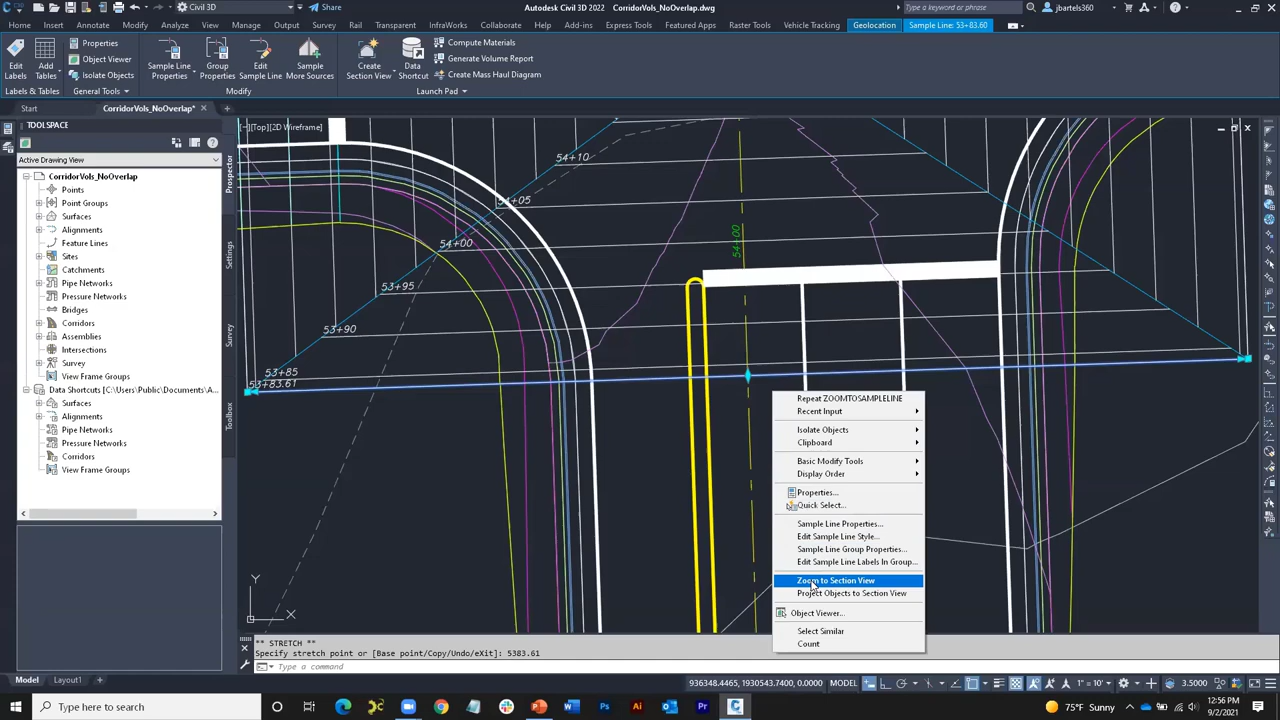 Civil 3D
Share
Autodesk Civil 3D 2022 CorridorVols_NoOverlap.dwg
Type a keyword or phrase
jbartels360
Home Insert Annotate Modify Analyze View Manage Output Survey Rail Transport InfraWorks Collaborate Help Add-ins Express Tools Featured Apps Raster Tools Vehicle Tracking Geolocation Sample Line: 53+83.60
Edit Labels
Add Tables
Labels & Tables
Properties
Object Viewer
Isolate Objects
General Tools
Sample Line Properties
Group Properties
Edit Sample Line
Sample More Sources
Modify
Create Section View
Data Shortcut
Compute Materials
Generate Volume Report
Create Mass Haul Diagram
Launch Pad
Start CorridorVols_NoOverlap*
TOOLSPACE
Active Drawing View
CorridorVols_NoOverlap
Points
Point Groups
Surfaces
Alignments
Feature Lines
Sites
Catchments
Pipe Networks
Pressure Networks
Bridges
Corridors
Assemblies
Intersections
Survey
View Frame Groups
Data Shortcuts [C:\Users\Public\Documents\A...
Surfaces
Alignments
Pipe Networks
Pressure Networks
Corridors
View Frame Groups
Prospector
Settings
Survey
Toolbox
[−][Top][2D Wireframe]
54+10
54+05
54+00
54+00
53+95
53+90
53+85
53+83.61
Y
X
Repeat ZOOMTOSAMPLELINE
Recent Input
Isolate Objects
Clipboard
Basic Modify Tools
Display Order
Properties...
Quick Select...
Sample Line Properties...
Edit Sample Line Style...
Sample Line Group Properties...
Edit Sample Line Labels In Group...
Zoom to Section View
Project Objects to Section View
Object Viewer...
Select Similar
Count
** STRETCH **
Specify stretch point or [Base point/Copy/Undo/eXit]: 5383.61
Type a command
Model Layout1
936348.4465, 1930543.7400, 0.0000 MODEL
1" = 10'
3.5000
Type here to search
75°F Sunny
12:56 PM
9/2/2021